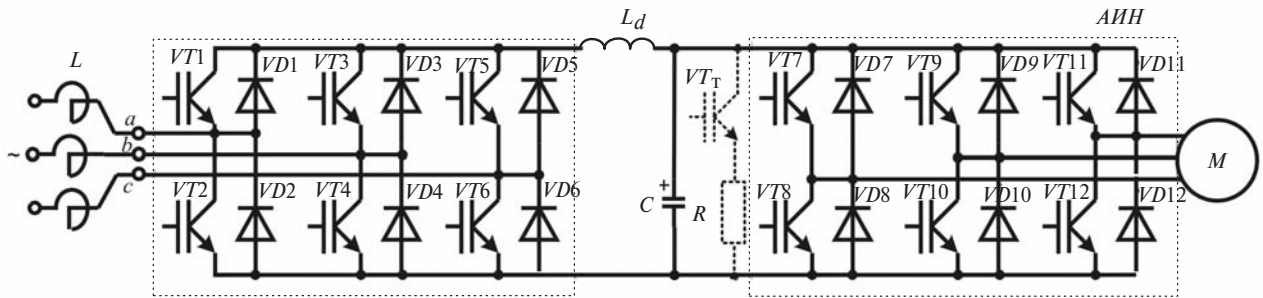 L_d
АИН
L
VT1
VD1
VT3
VD3
VT5
VD5
VT_T
VT7
VD7
VT9
VD9
VT11
VD11
a
~
b
c
M
VT2
VD2
VT4
VD4
VT6
VD6
+
C
R
VT8
VD8
VT10
VD10
VT12
VD12